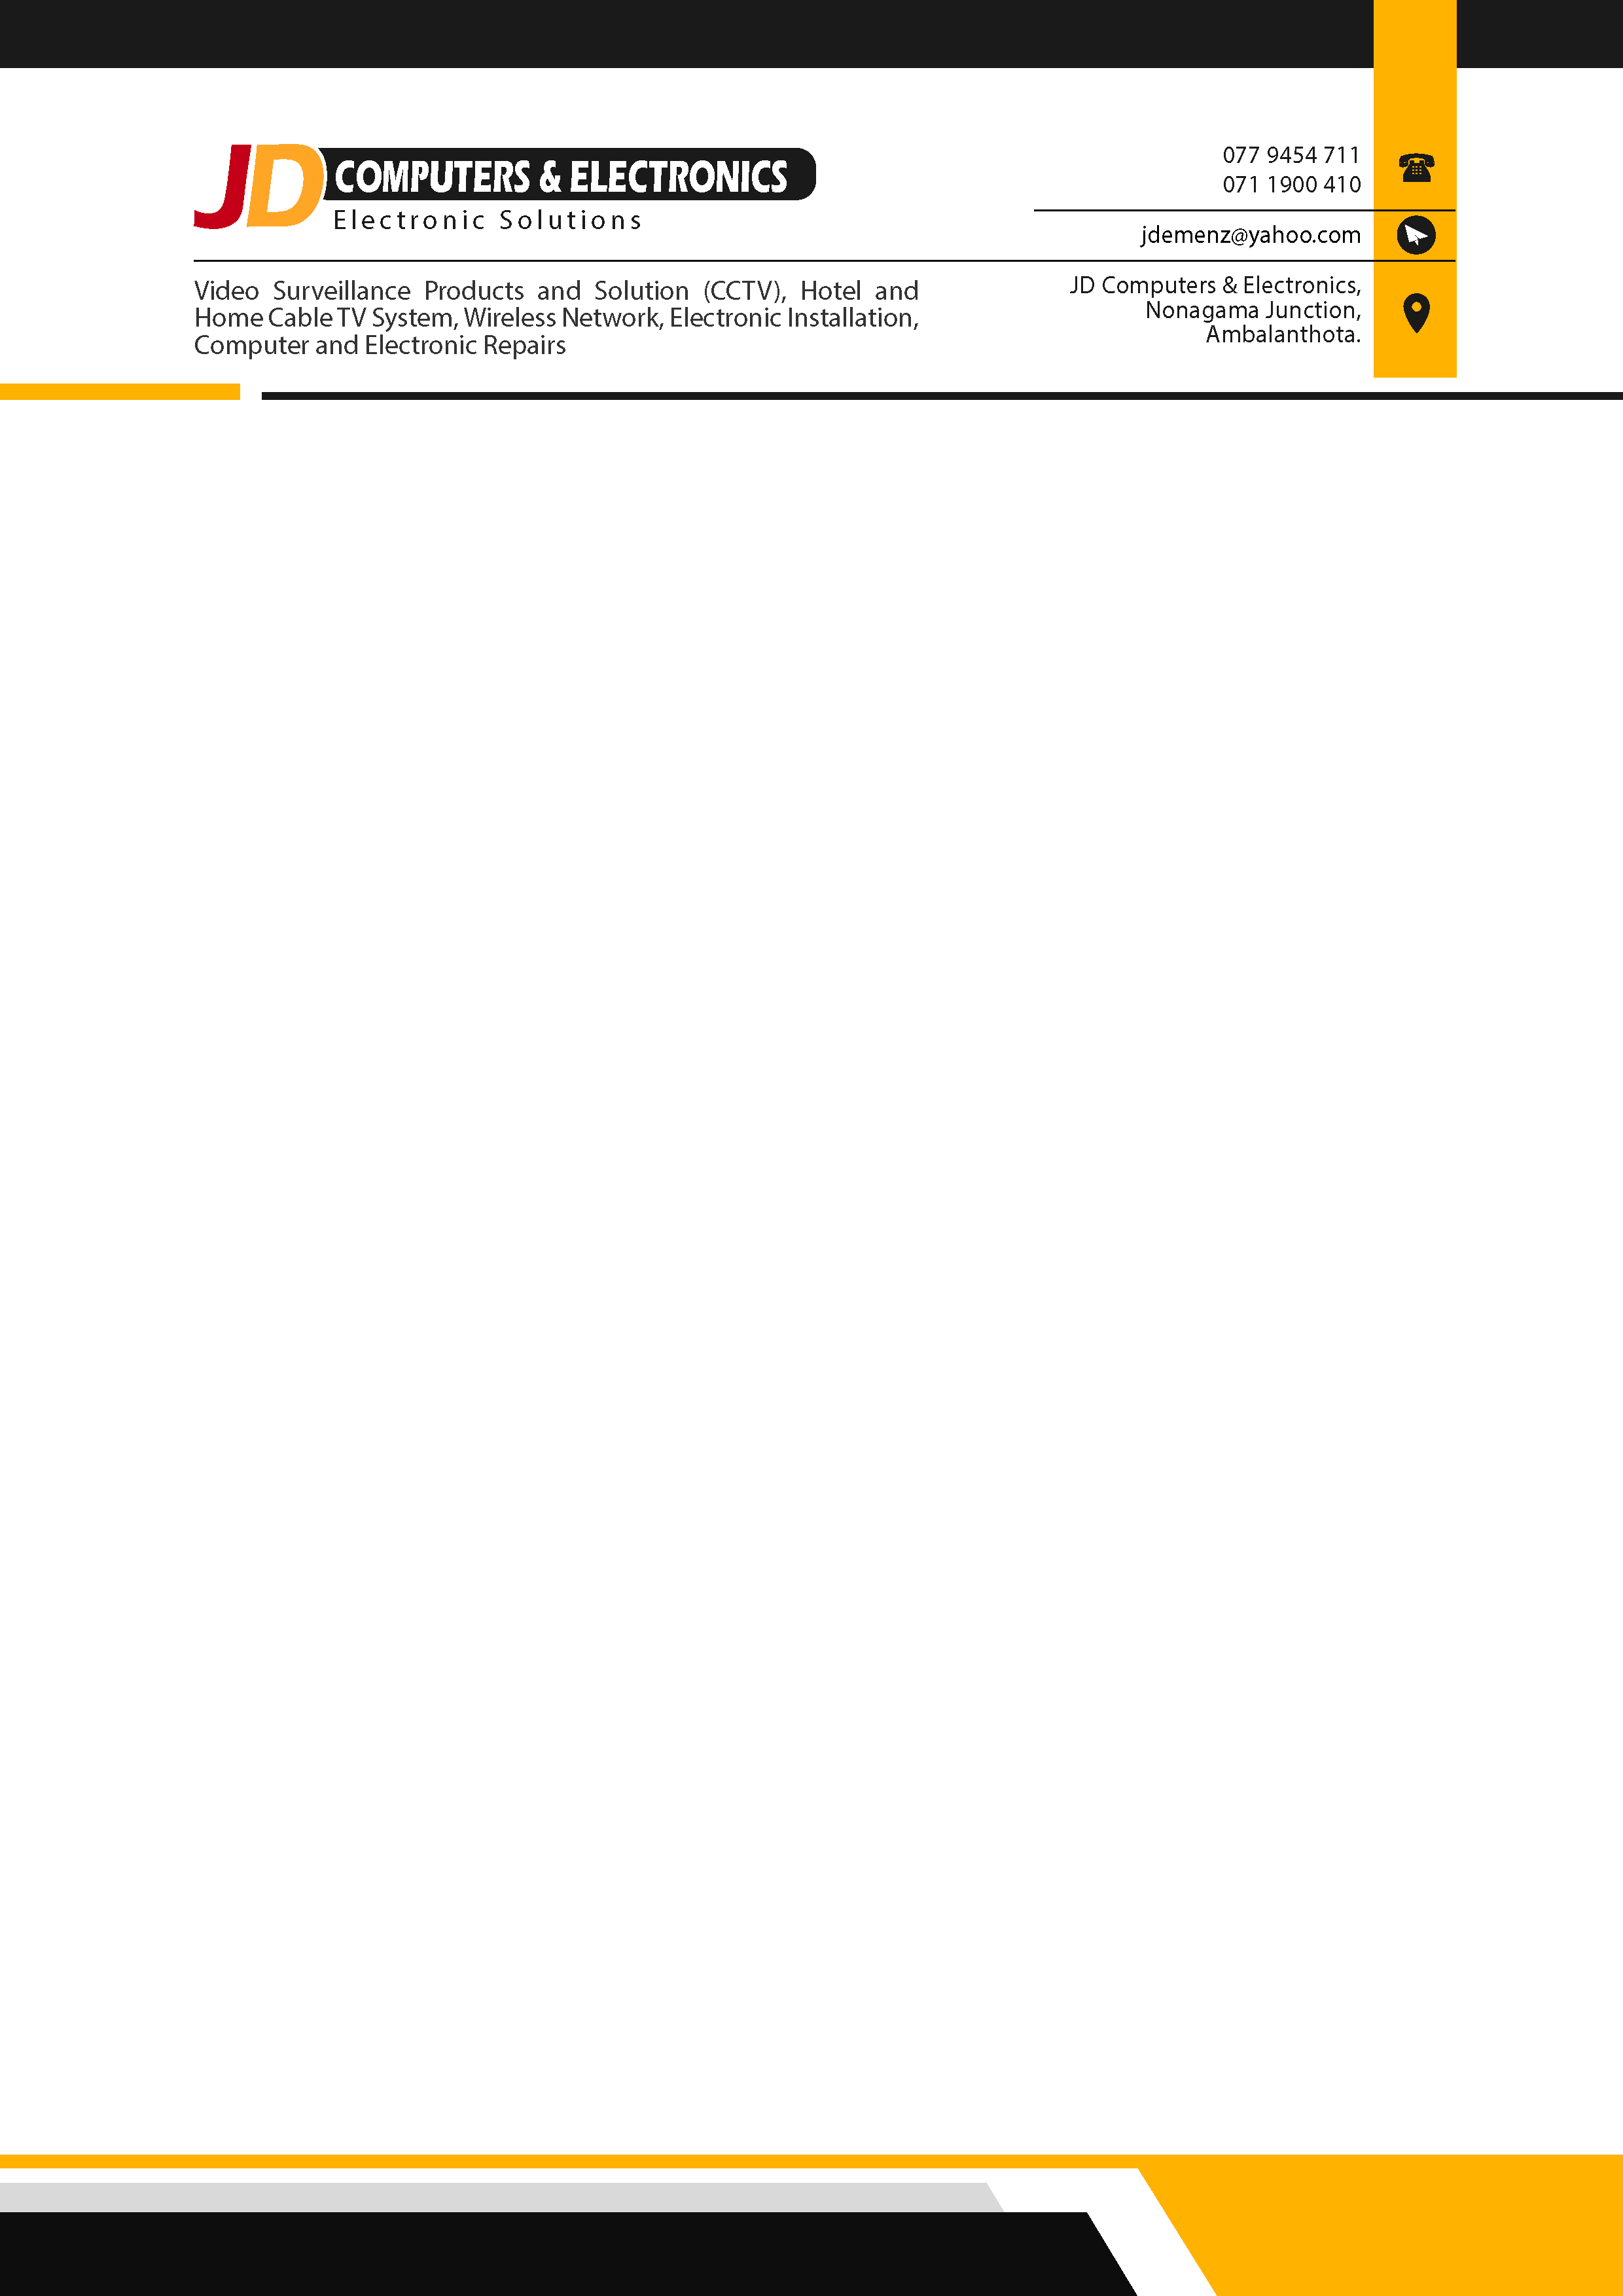 JD COMPUTERS & ELECTRONICS
Electronic Solutions
Video Surveillance Products and Solution (CCTV), Hotel and
Home Cable TV System, Wireless Network, Electronic Installation,
Computer and Electronic Repairs
077 9454 711
071 1900 410
jdemenz@yahoo.com
JD Computers & Electronics,
Nonagama Junction,
Ambalanthota.